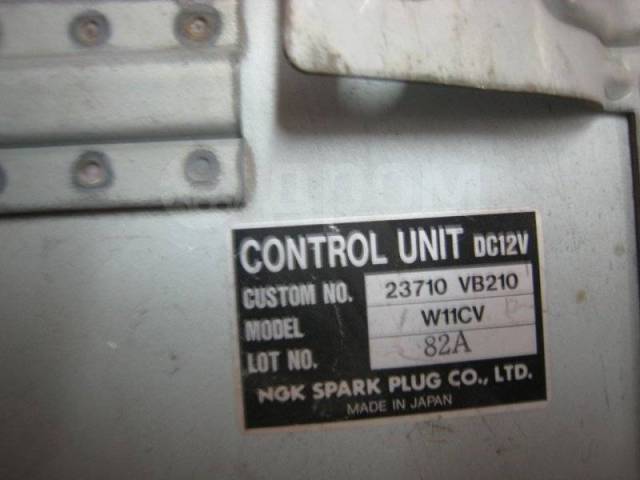 CONTROL UNIT DC12V
CUSTOM NO. 23710 VB210
MODEL W11CV
LOT NO. 82A
NGK SPARK PLUG CO., LTD.
MADE IN JAPAN